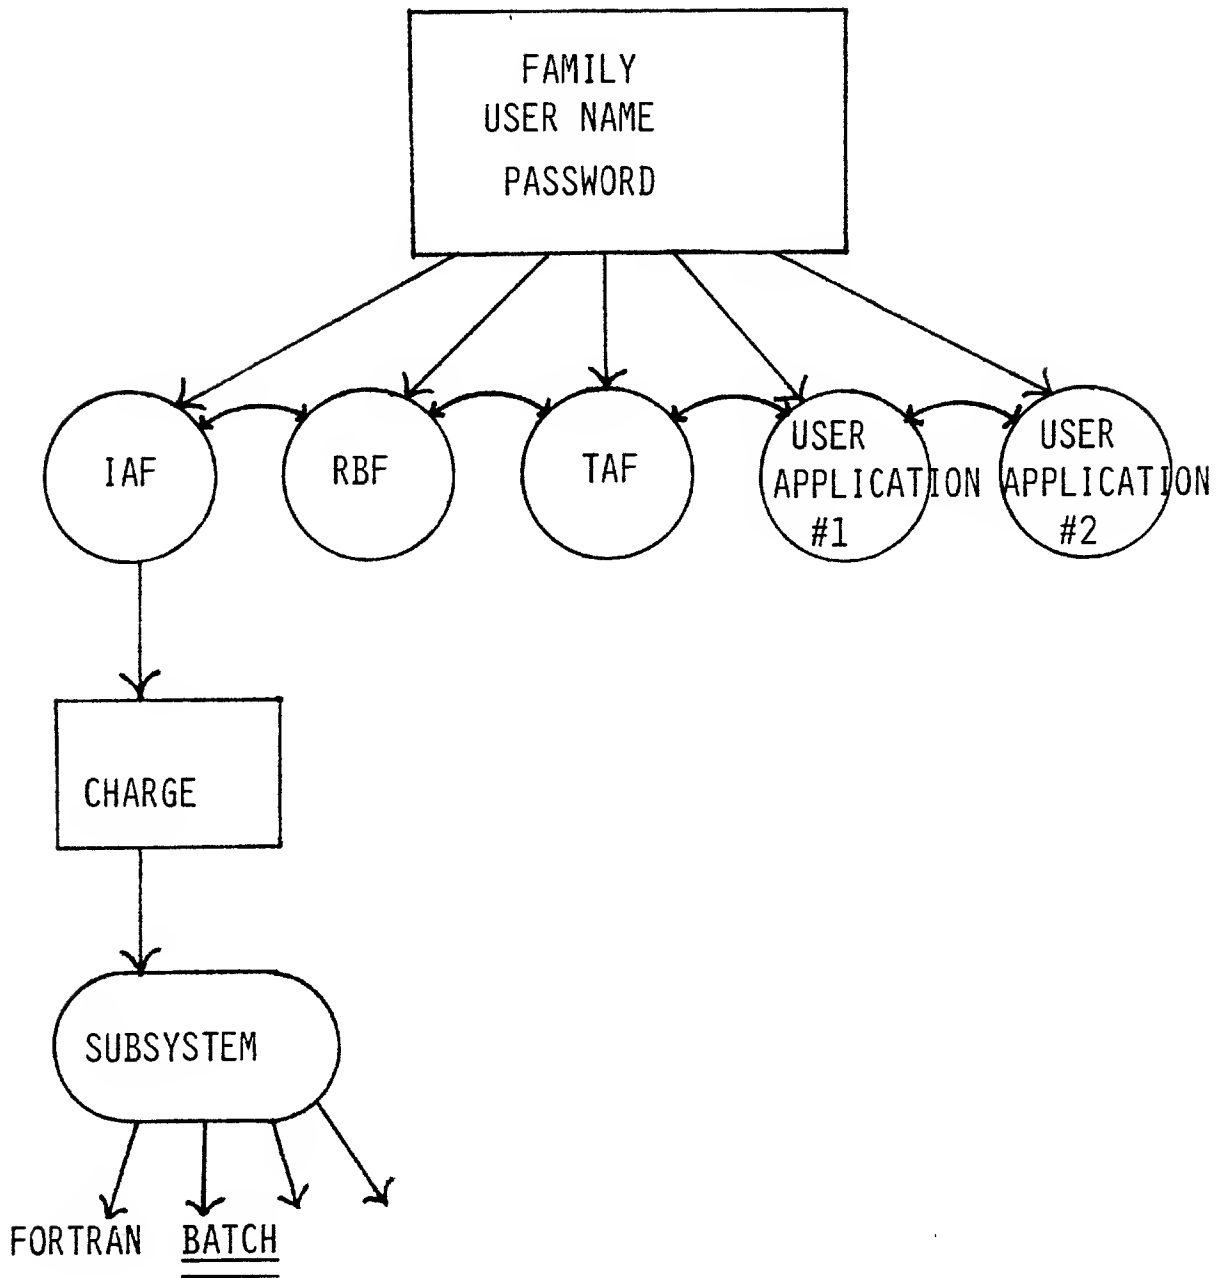 FAMILY
USER NAME
PASSWORD
IAF
RBF
TAF
USER
APPLICATION
#1
USER
APPLICATION
#2
CHARGE
SUBSYSTEM
FORTRAN
BATCH